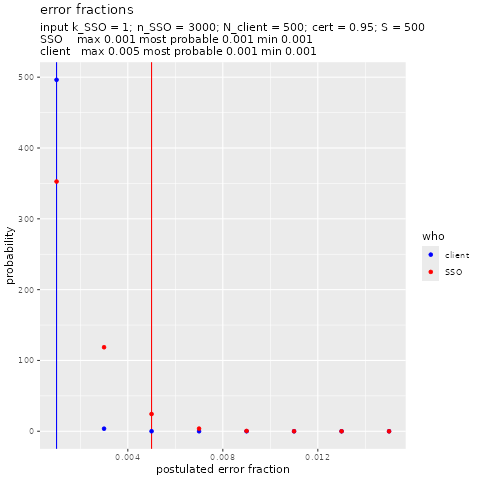 error fractions
input k_SSO = 1; n_SSO = 3000; N_client = 500; cert = 0.95; S = 500
SSO max 0.001 most probable 0.001 min 0.001
client max 0.005 most probable 0.001 min 0.001
500
400
300
200
100
0
probability
0.004 0.008 0.012
postulated error fraction
who
client
SSO